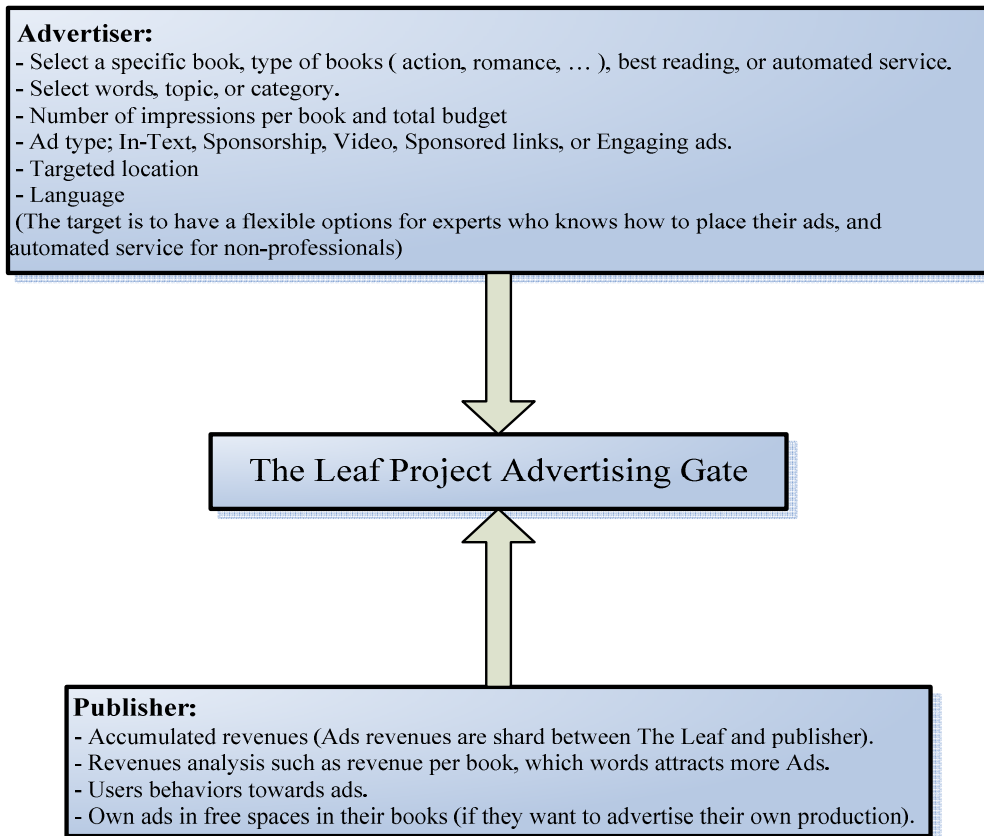 Advertiser:
- Select a specific book, type of books ( action, romance, … ), best reading, or automated service.
- Select words, topic, or category.
- Number of impressions per book and total budget
- Ad type; In-Text, Sponsorship, Video, Sponsored links, or Engaging ads.
- Targeted location
- Language
(The target is to have a flexible options for experts who knows how to place their ads, and
automated service for non-professionals)
The Leaf Project Advertising Gate
Publisher:
- Accumulated revenues (Ads revenues are shard between The Leaf and publisher).
- Revenues analysis such as revenue per book, which words attracts more Ads.
- Users behaviors towards ads.
- Own ads in free spaces in their books (if they want to advertise their own production).